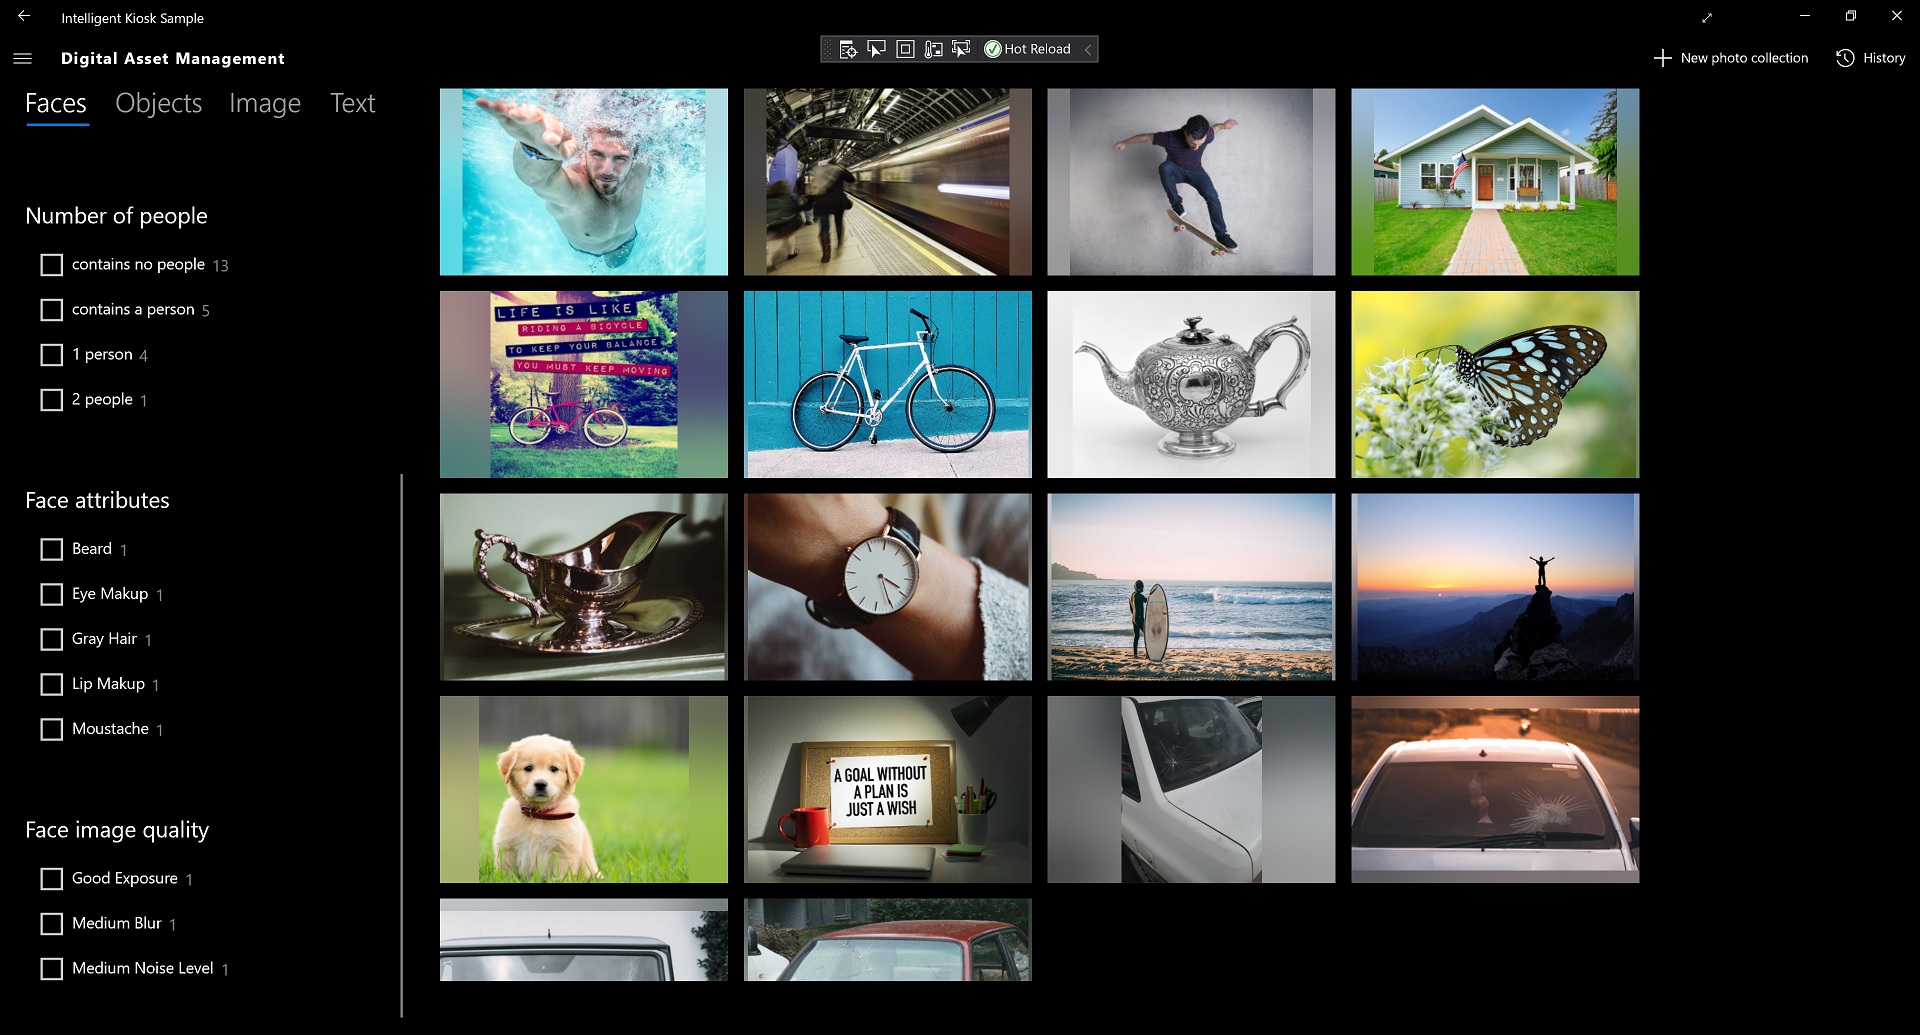 Intelligent Kiosk Sample
Digital Asset Management
Hot Reload
New photo collection
History
Faces Objects Image Text
Number of people
contains no people 13
contains a person 5
1 person 4
2 people 1
Face attributes
Beard 1
Eye Makup 1
Gray Hair 1
Lip Makup 1
Moustache 1
Face image quality
Good Exposure 1
Medium Blur 1
Medium Noise Level 1
LIFE IS LIKE
RIDING A BICYCLE
TO KEEP YOUR BALANCE
YOU MUST KEEP MOVING
A GOAL WITHOUT
A PLAN IS
JUST A WISH